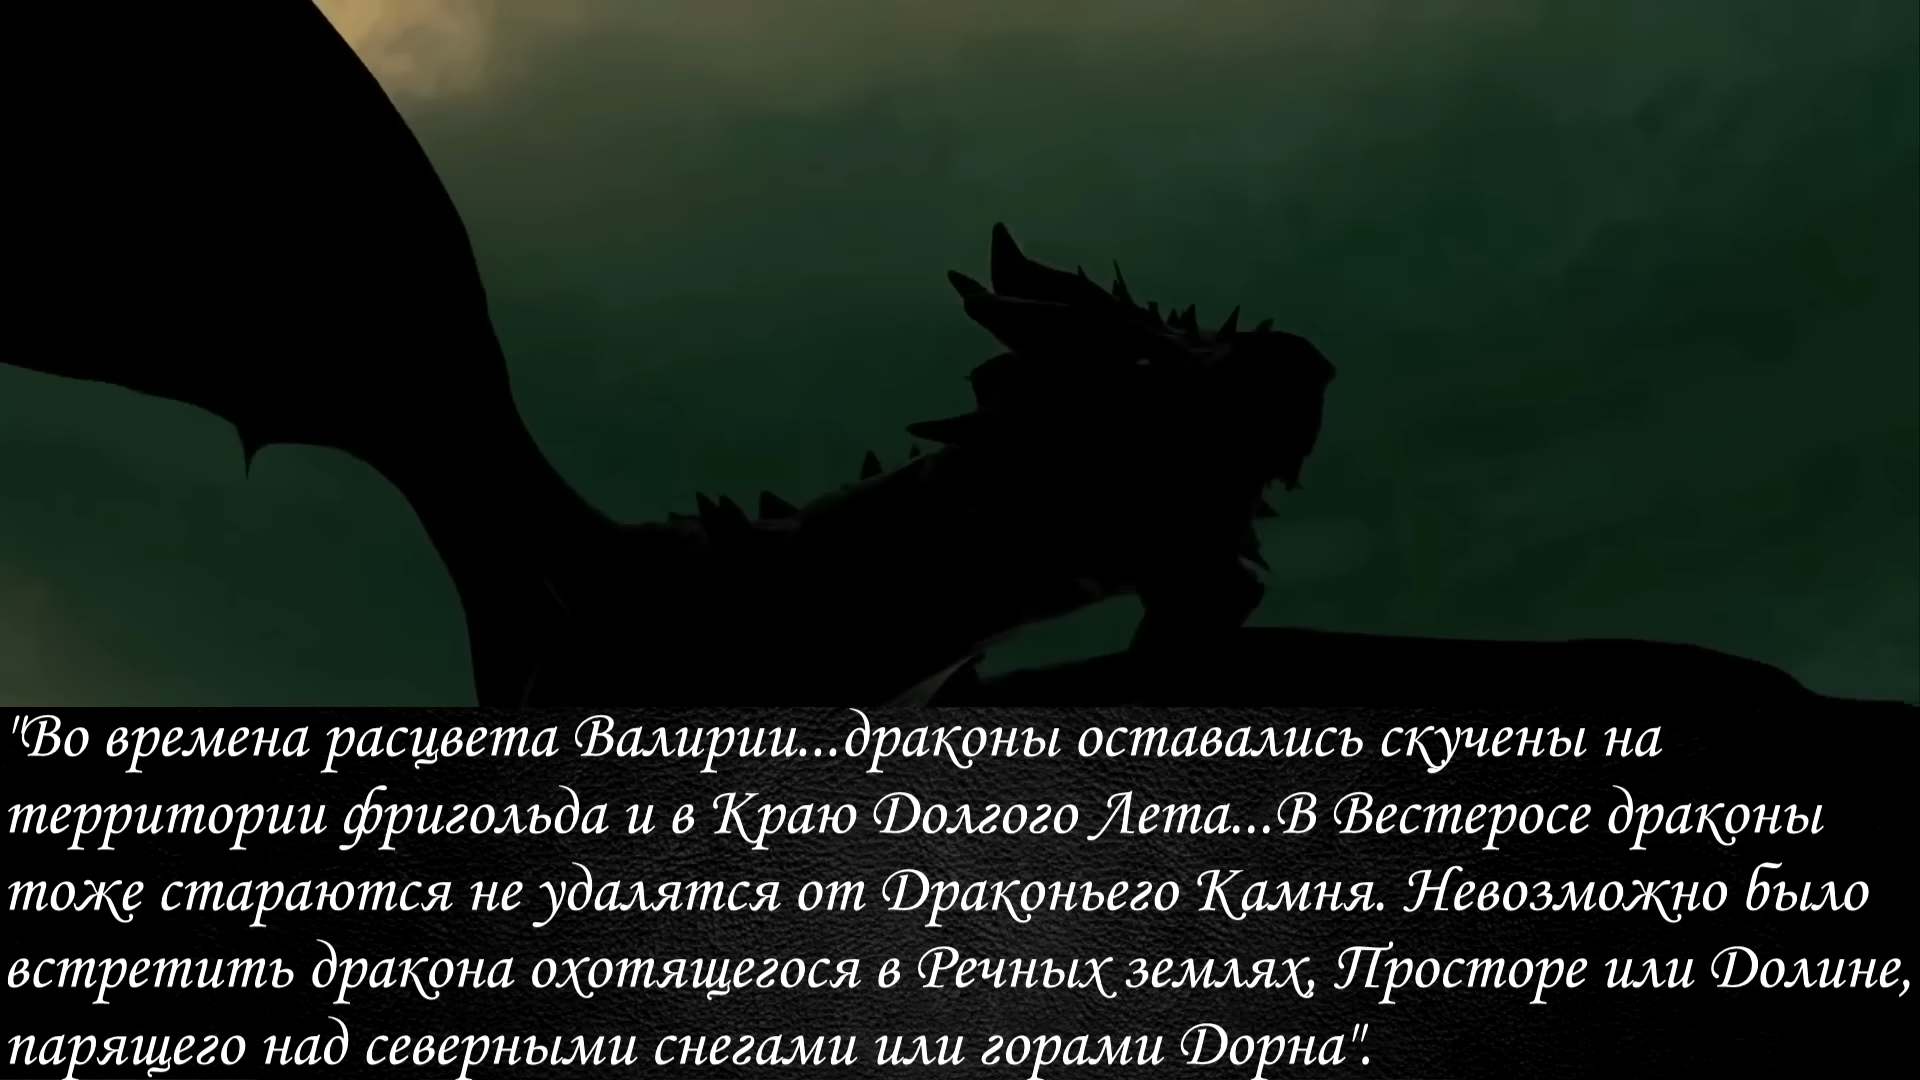 "Во времена расцвета Валирии...драконы оставались скучены на
территории фригольда и в Краю Долгого Лета...В Вестеросе драконы
тоже стараются не удалятся от Драконьего Камня. Невозможно было
встретить дракона охотящегося в Речных землях, Просторе или Долине,
парящего над северными снегами или горами Дорна".